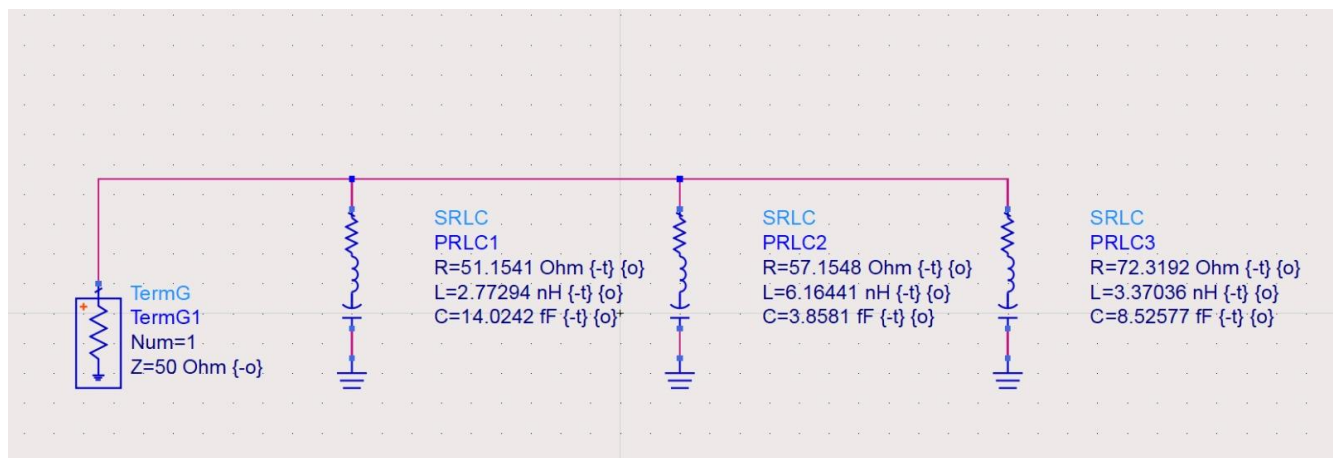 TermG
TermG1
Num=1
Z=50 Ohm {-o}
SRLC
PRLC1
R=51.1541 Ohm {-t} {o}
L=2.77294 nH {-t} {o}
C=14.0242 fF {-t} {o}
SRLC
PRLC2
R=57.1548 Ohm {-t} {o}
L=6.16441 nH {-t} {o}
C=3.8581 fF {-t} {o}
SRLC
PRLC3
R=72.3192 Ohm {-t} {o}
L=3.37036 nH {-t} {o}
C=8.52577 fF {-t} {o}